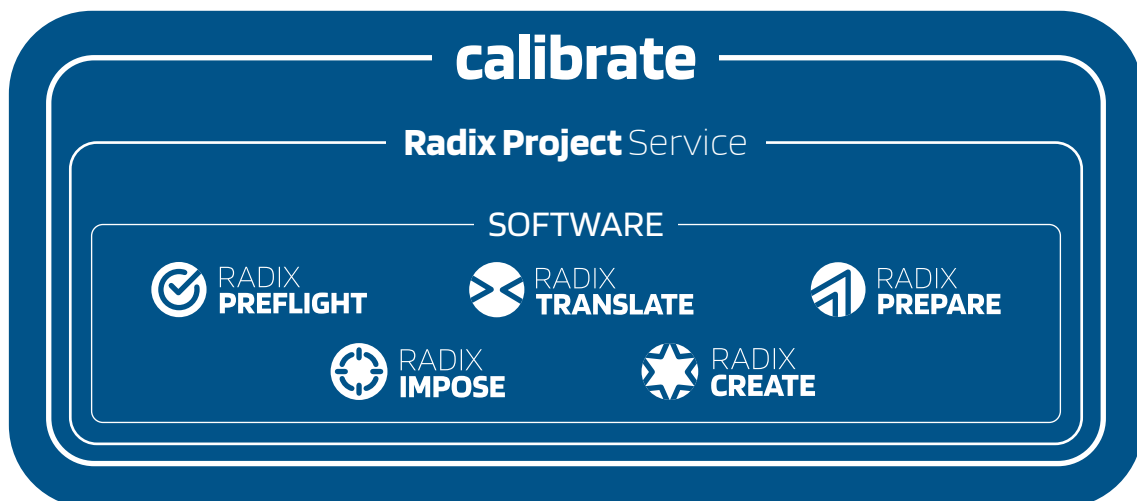 calibrate
Radix Project Service
SOFTWARE
RADIX
PREFLIGHT
RADIX
TRANSLATE
RADIX
PREPARE
RADIX
IMPOSE
RADIX
CREATE